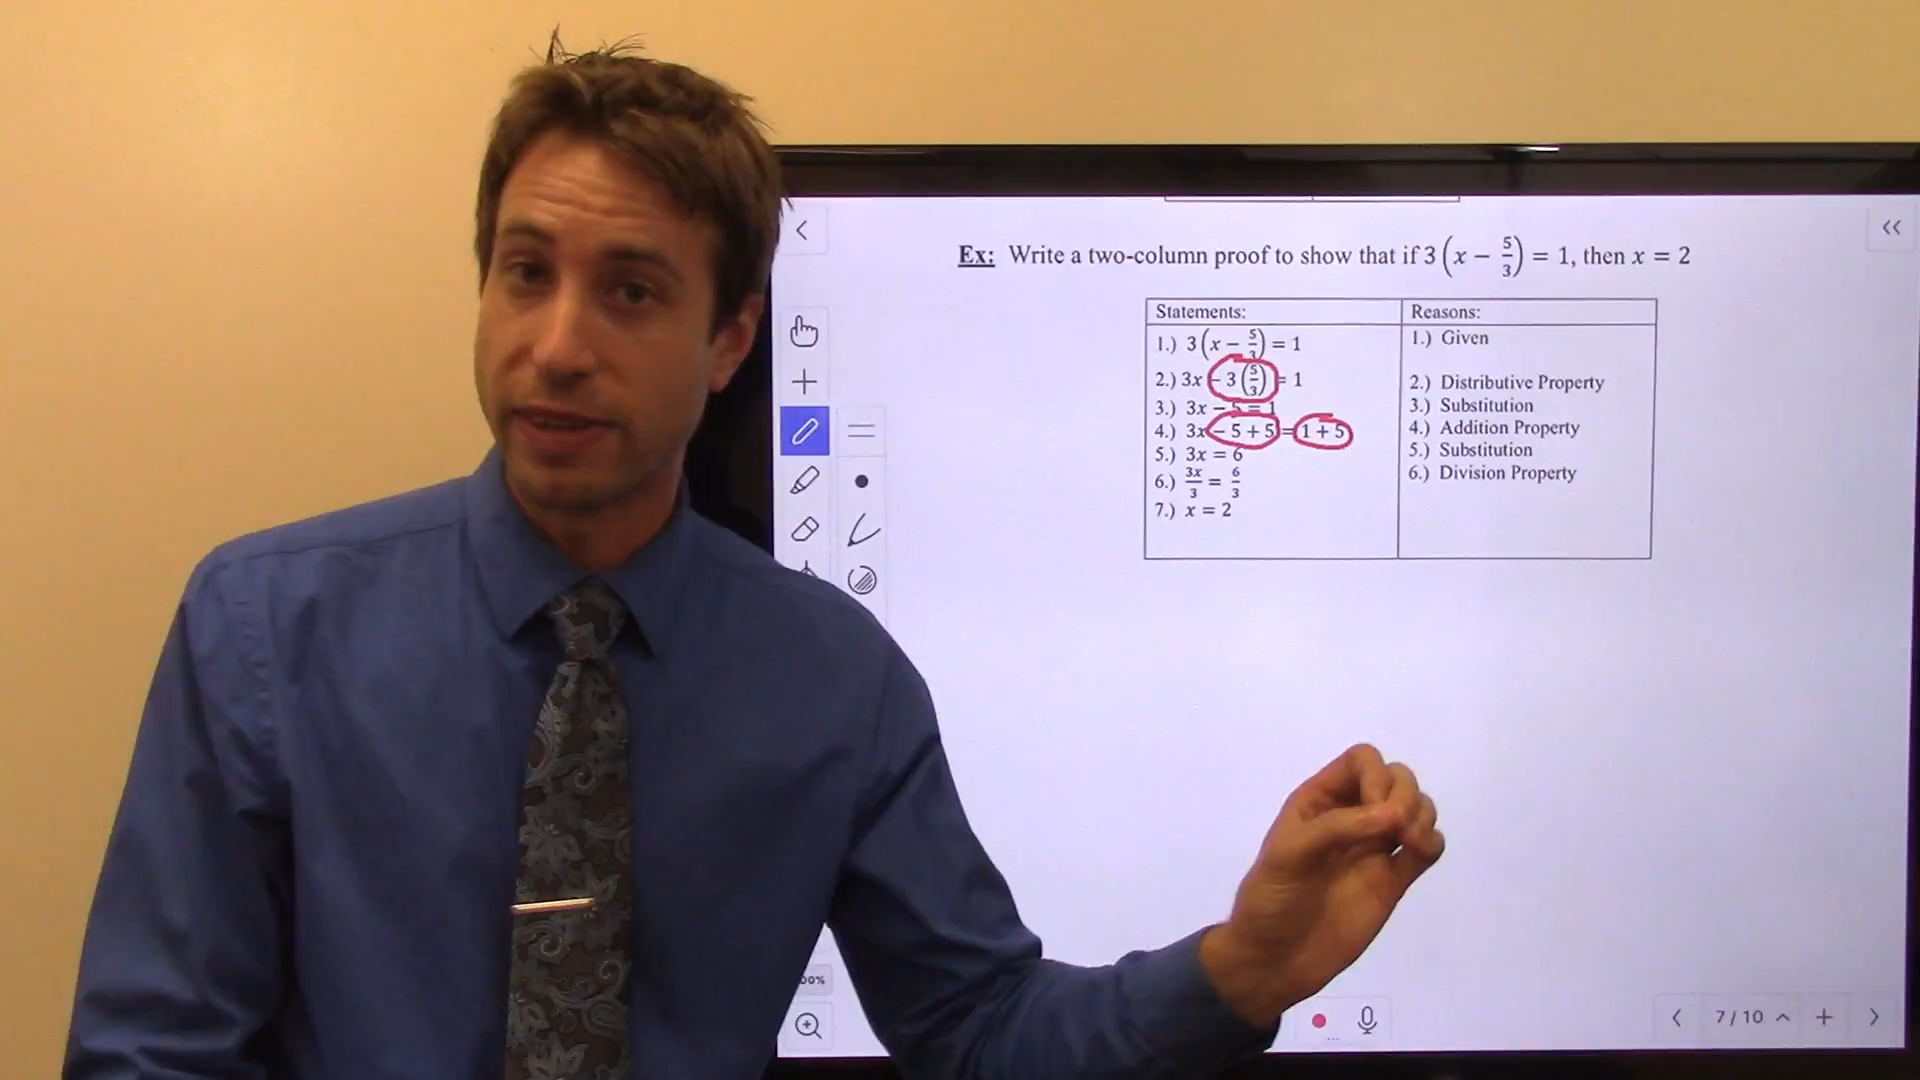 Ex: Write a two-column proof to show that if 3 (x − 5/3) = 1, then x = 2
Statements:
1.) 3 (x − 5/3) = 1
2.) 3x − 3 (5/3) = 1
3.) 3x − 5 = 1
4.) 3x − 5 + 5 = 1 + 5
5.) 3x = 6
6.) 3x/3 = 6/3
7.) x = 2
Reasons:
1.) Given
2.) Distributive Property
3.) Substitution
4.) Addition Property
5.) Substitution
6.) Division Property
7 / 10